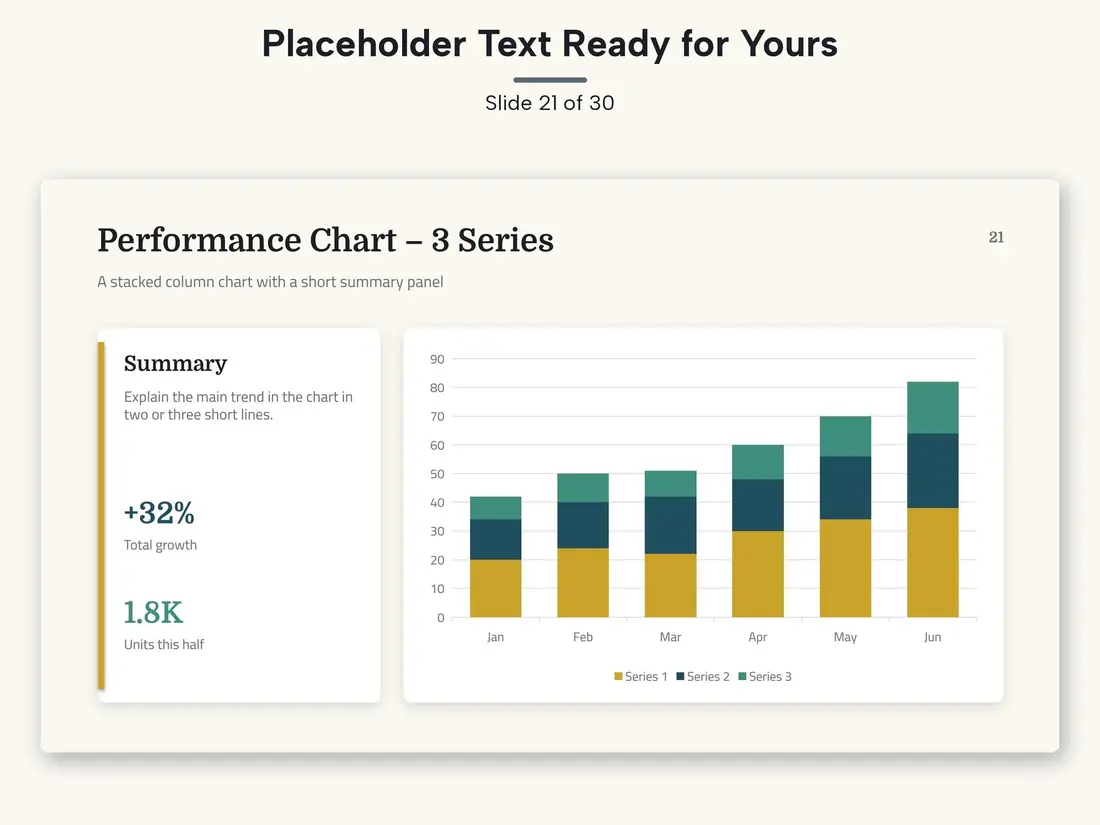 Placeholder Text Ready for Yours
Slide 21 of 30
Performance Chart – 3 Series
21
A stacked column chart with a short summary panel
Summary
Explain the main trend in the chart in
two or three short lines.
+32%
Total growth
1.8K
Units this half
90
80
70
60
50
40
30
20
10
0
Jan Feb Mar Apr May Jun
Series 1 Series 2 Series 3